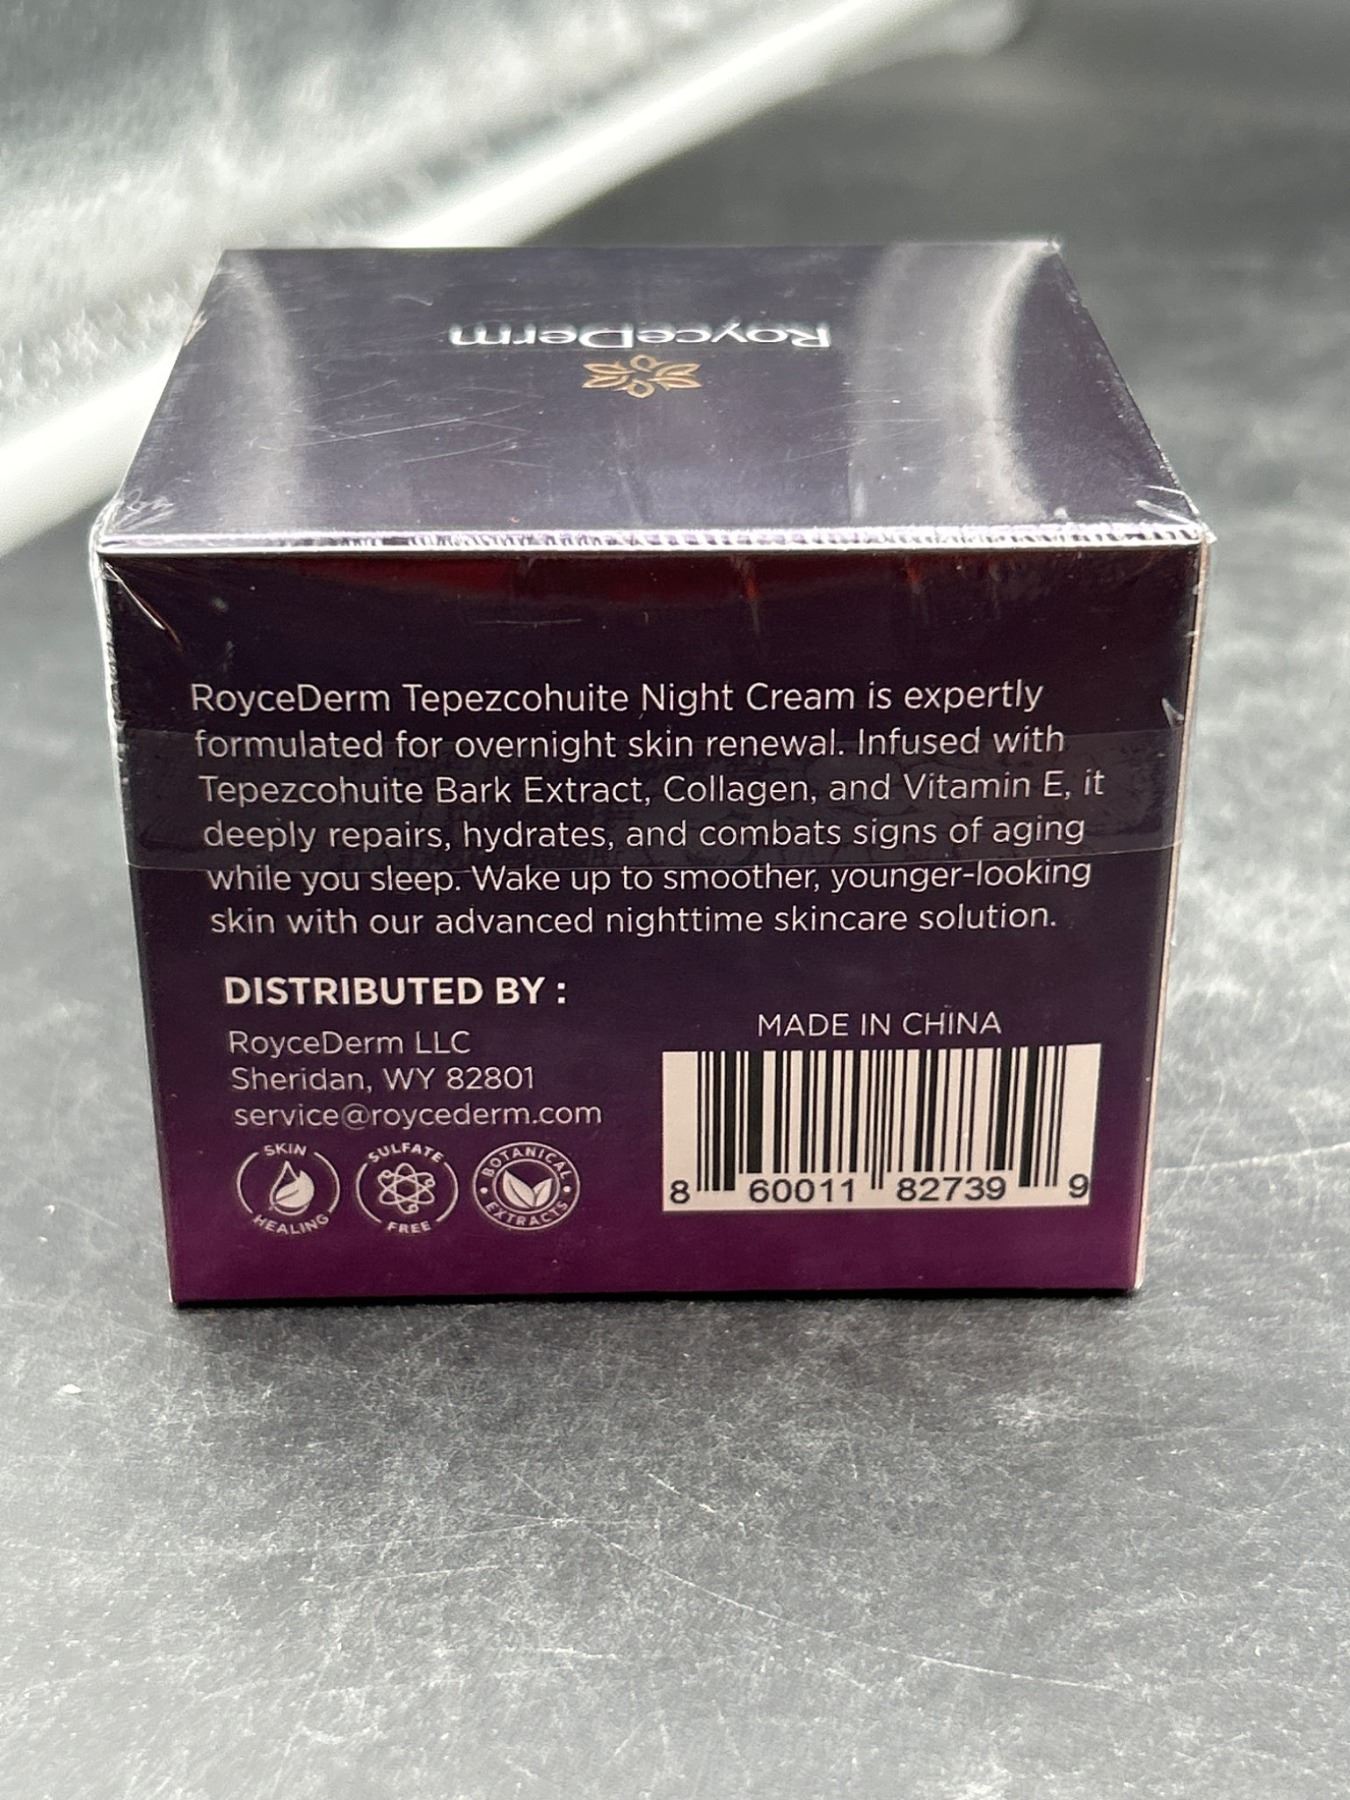 RoyceDerm
RoyceDerm Tepezcohuite Night Cream is expertly
formulated for overnight skin renewal. Infused with
Tepezcohuite Bark Extract, Collagen, and Vitamin E, it
deeply repairs, hydrates, and combats signs of aging
while you sleep. Wake up to smoother, younger-looking
skin with our advanced nighttime skincare solution.
DISTRIBUTED BY :
RoyceDerm LLC
Sheridan, WY 82801
service@roycederm.com
SKIN HEALING
SULFATE FREE
BOTANICAL EXTRACTS
MADE IN CHINA
8 60011 82739 9